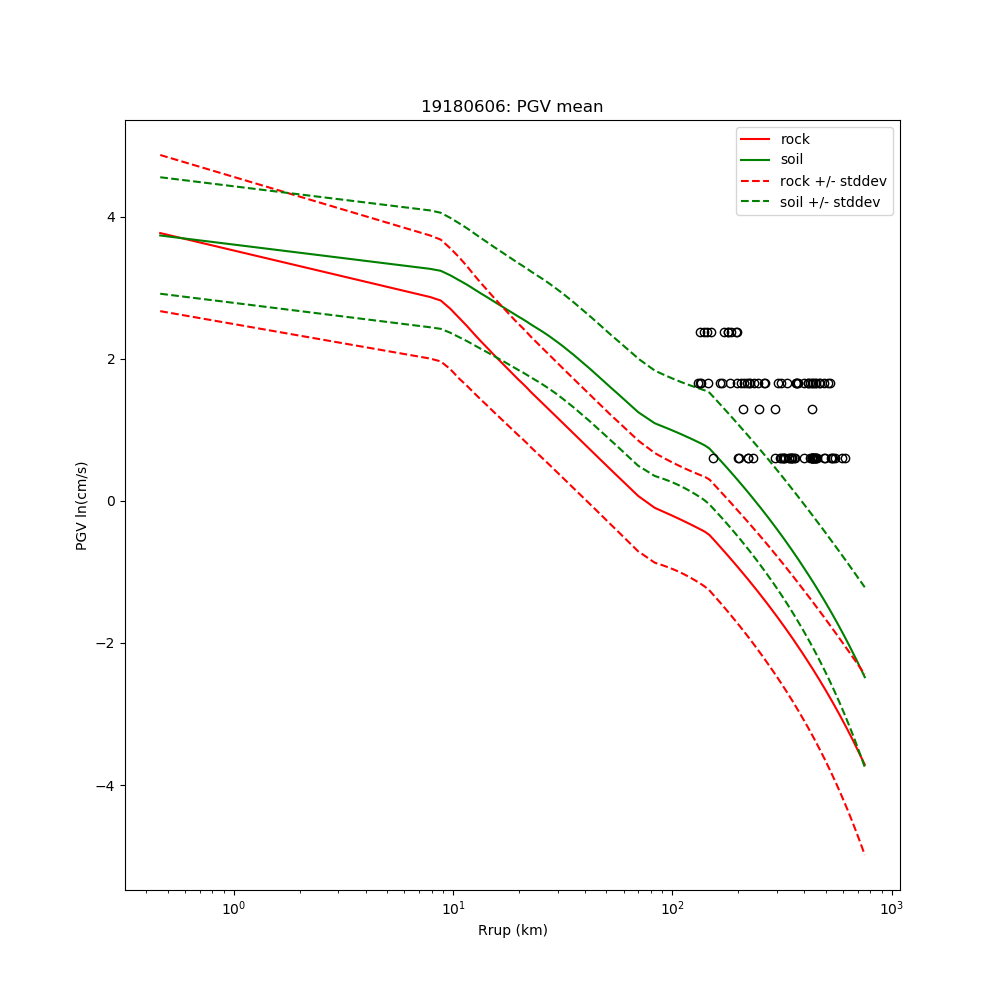 19180606: PGV mean
rock
soil
rock +/- stddev
soil +/- stddev
PGV ln(cm/s)
4
2
0
−2
−4
10⁰
10¹
10²
10³
Rrup (km)